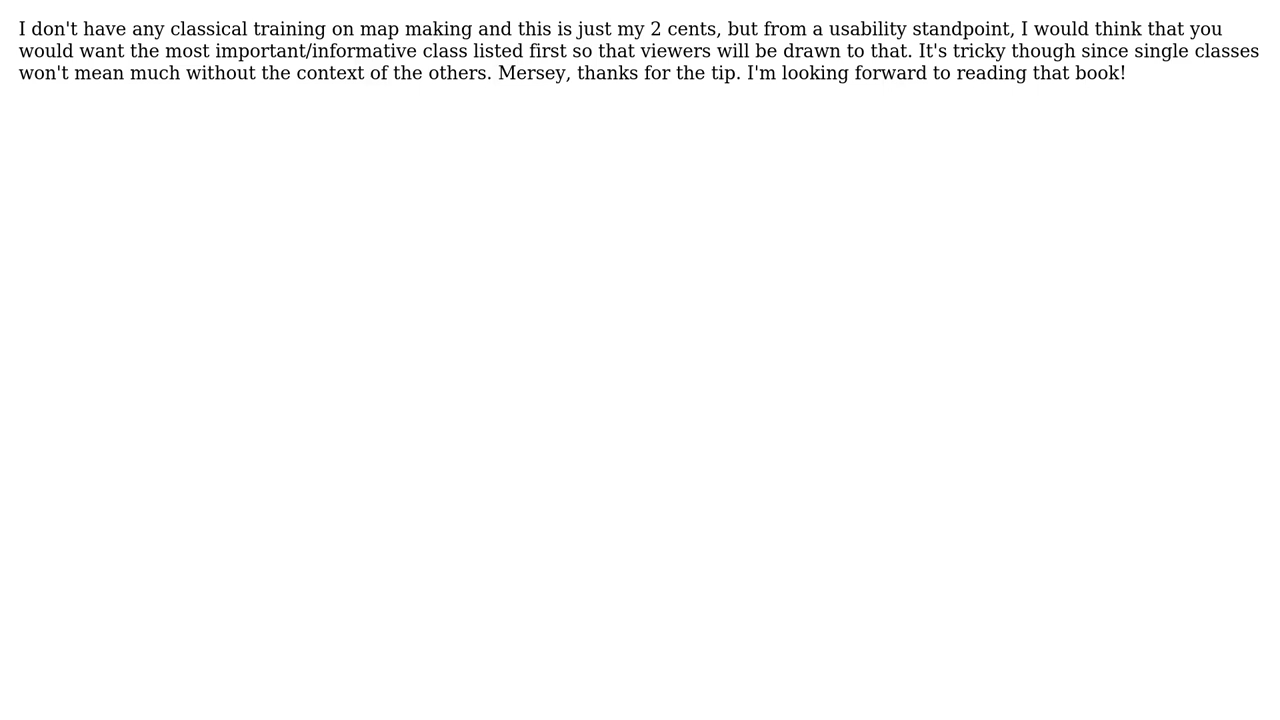 I don't have any classical training on map making and this is just my 2 cents, but from a usability standpoint, I would think that you
would want the most important/informative class listed first so that viewers will be drawn to that. It's tricky though since single classes
won't mean much without the context of the others. Mersey, thanks for the tip. I'm looking forward to reading that book!